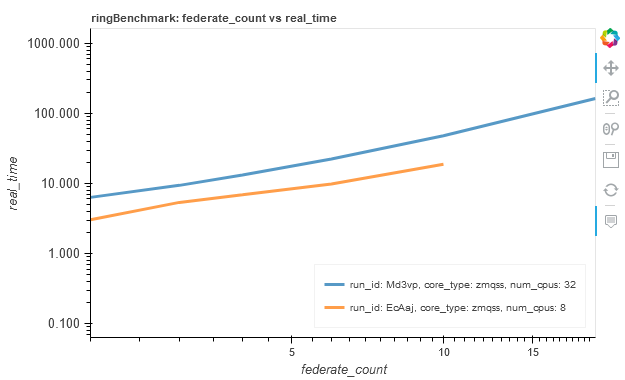 ringBenchmark: federate_count vs real_time
1000.000
100.000
10.000
1.000
0.100
real_time
run_id: Md3vp, core_type: zmqss, num_cpus: 32
run_id: EcAaj, core_type: zmqss, num_cpus: 8
5
10
15
federate_count